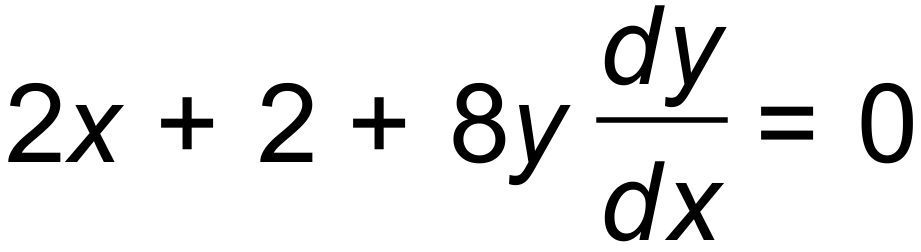 2x + 2 + 8y dy/dx = 0